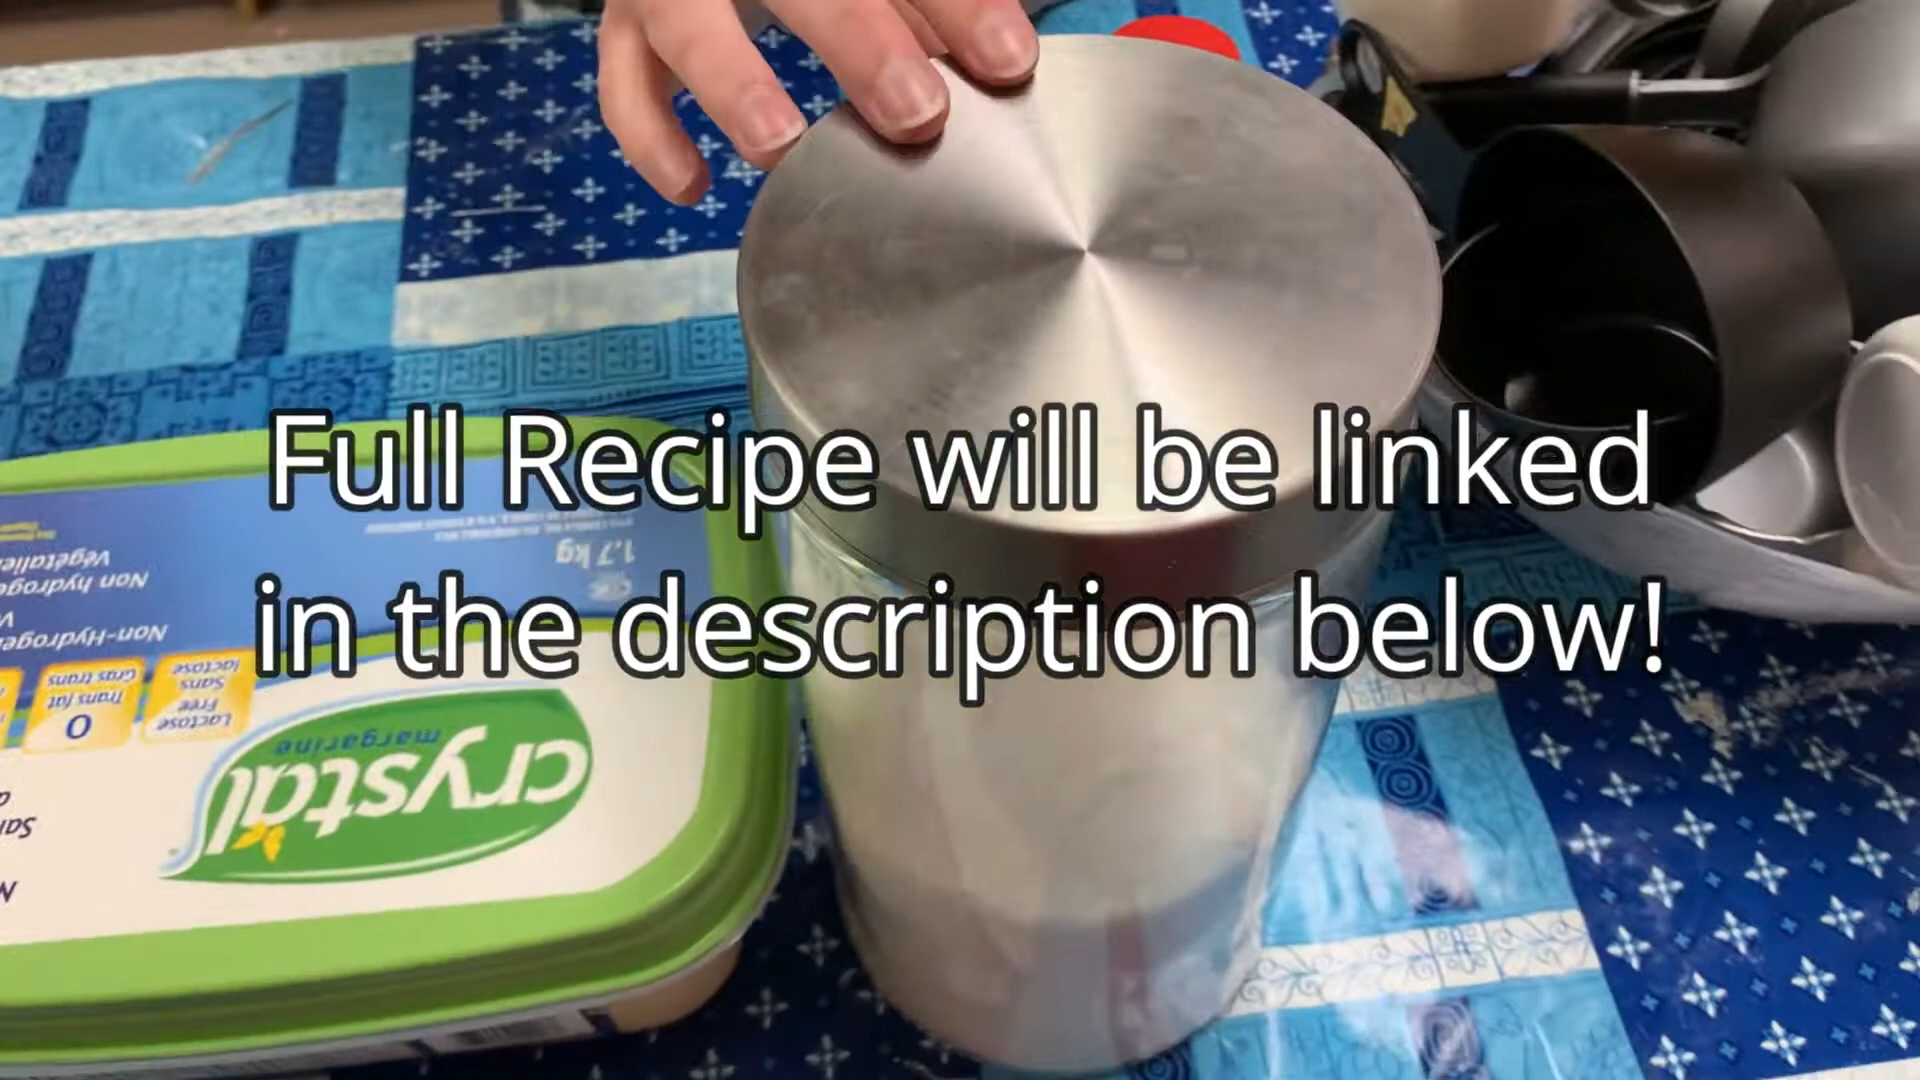 Full Recipe will be linked
in the description below!
1.7 kg
Végétalie
Non hydrogé
Non-Hydroge
Lactose
Free
Sans
lactose
0
Trans fat
Gras trans
crystal
margarine